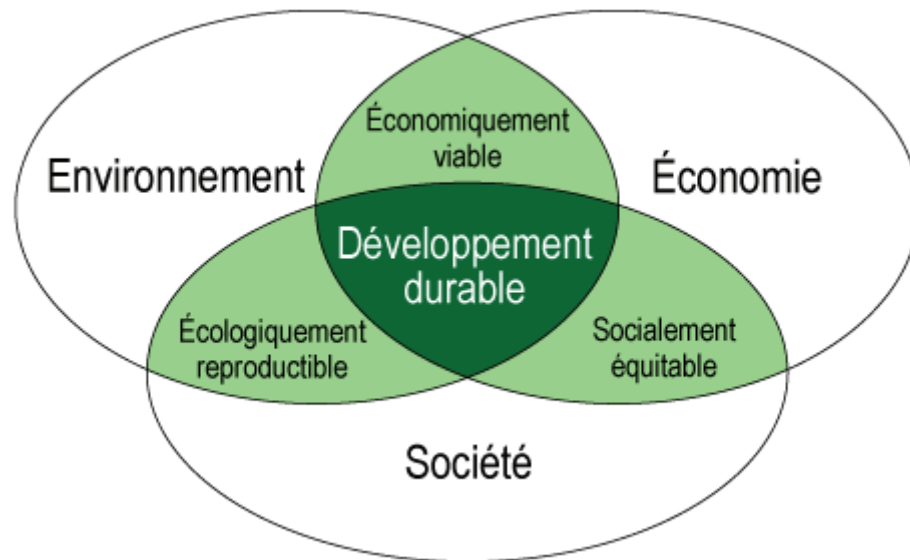 Économiquement
viable
Environnement
Économie
Développement
durable
Écologiquement
reproductible
Socialement
équitable
Société